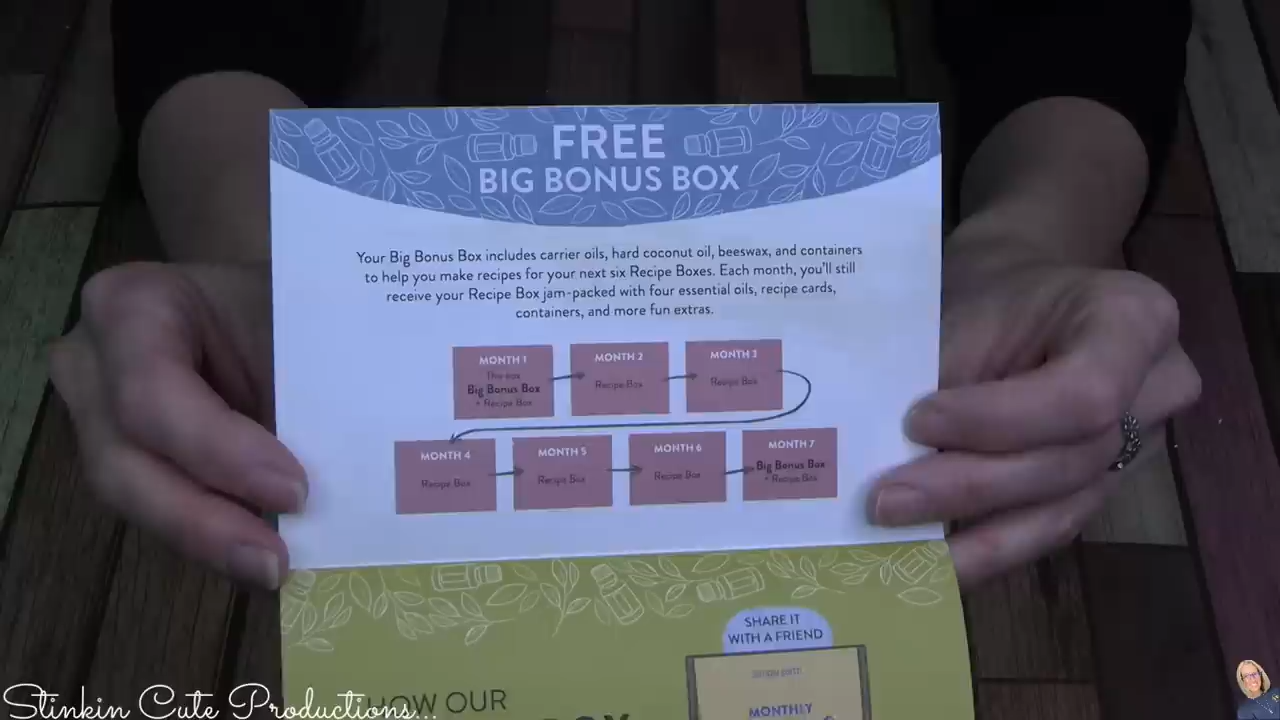 FREE
BIG BONUS BOX
Your Big Bonus Box includes carrier oils, hard coconut oil, beeswax, and containers
to help you make recipes for your next six Recipe Boxes. Each month, you'll still
receive your Recipe Box jam-packed with four essential oils, recipe cards,
containers, and more fun extras.
MONTH 1
This box
Big Bonus Box
+ Recipe Box
MONTH 2
Recipe Box
MONTH 3
Recipe Box
MONTH 4
Recipe Box
MONTH 5
Recipe Box
MONTH 6
Recipe Box
MONTH 7
Big Bonus Box
+ Recipe Box
SHARE IT
WITH A FRIEND
HOW OUR
MONTHLY
Stinkin Cute Productions...